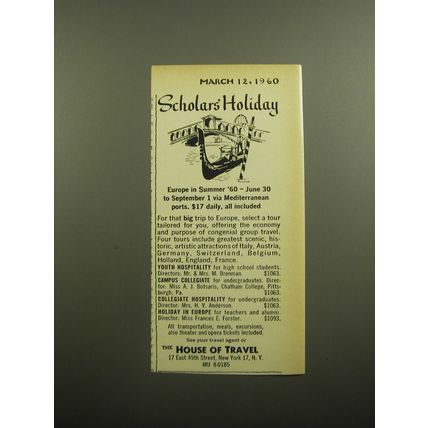 MARCH 12, 1960
Scholars' Holiday
Europe in Summer '60 – June 30
to September 1 via Mediterranean
ports. $17 daily, all included
For that big trip to Europe, select a tour
tailored for you, offering the economy
and purpose of congenial group travel.
Four tours include greatest scenic, his-
toric, artistic attractions of Italy, Austria,
Germany, Switzerland, Belgium,
Holland, England, France.
YOUTH HOSPITALITY for high school students.
Directors: Mr. & Mrs. M. Brenman. $1063.
CAMPUS COLLEGIATE for undergraduates. Direc-
tor: Miss A. J. Botsaris, Chatham College, Pitts-
burgh, Pa. $1063.
COLLEGIATE HOSPITALITY for undergraduates.
Director: Mrs. H. V. Anderson. $1063.
HOLIDAY IN EUROPE for teachers and alumni.
Director: Miss Frances E. Forster. $1093.
All transportation, meals, excursions,
also theater and opera tickets included.
See your travel agent or
THE HOUSE OF TRAVEL
17 East 49th Street, New York 17, N. Y.
MU 8-0185